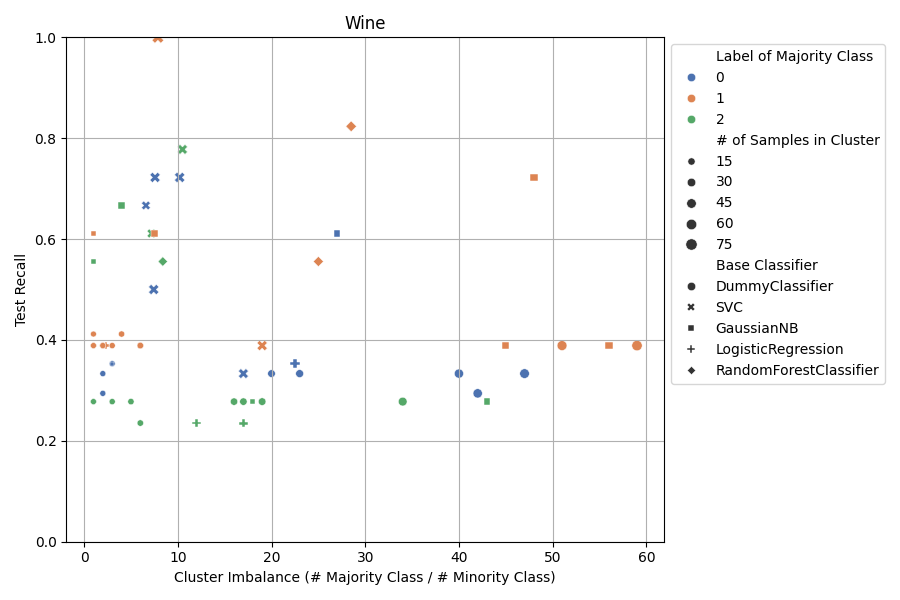 Wine
1.0
0.8
0.6
0.4
0.2
0.0
Test Recall
0 10 20 30 40 50 60
Cluster Imbalance (# Majority Class / # Minority Class)
Label of Majority Class
0
1
2
# of Samples in Cluster
15
30
45
60
75
Base Classifier
DummyClassifier
SVC
GaussianNB
LogisticRegression
RandomForestClassifier